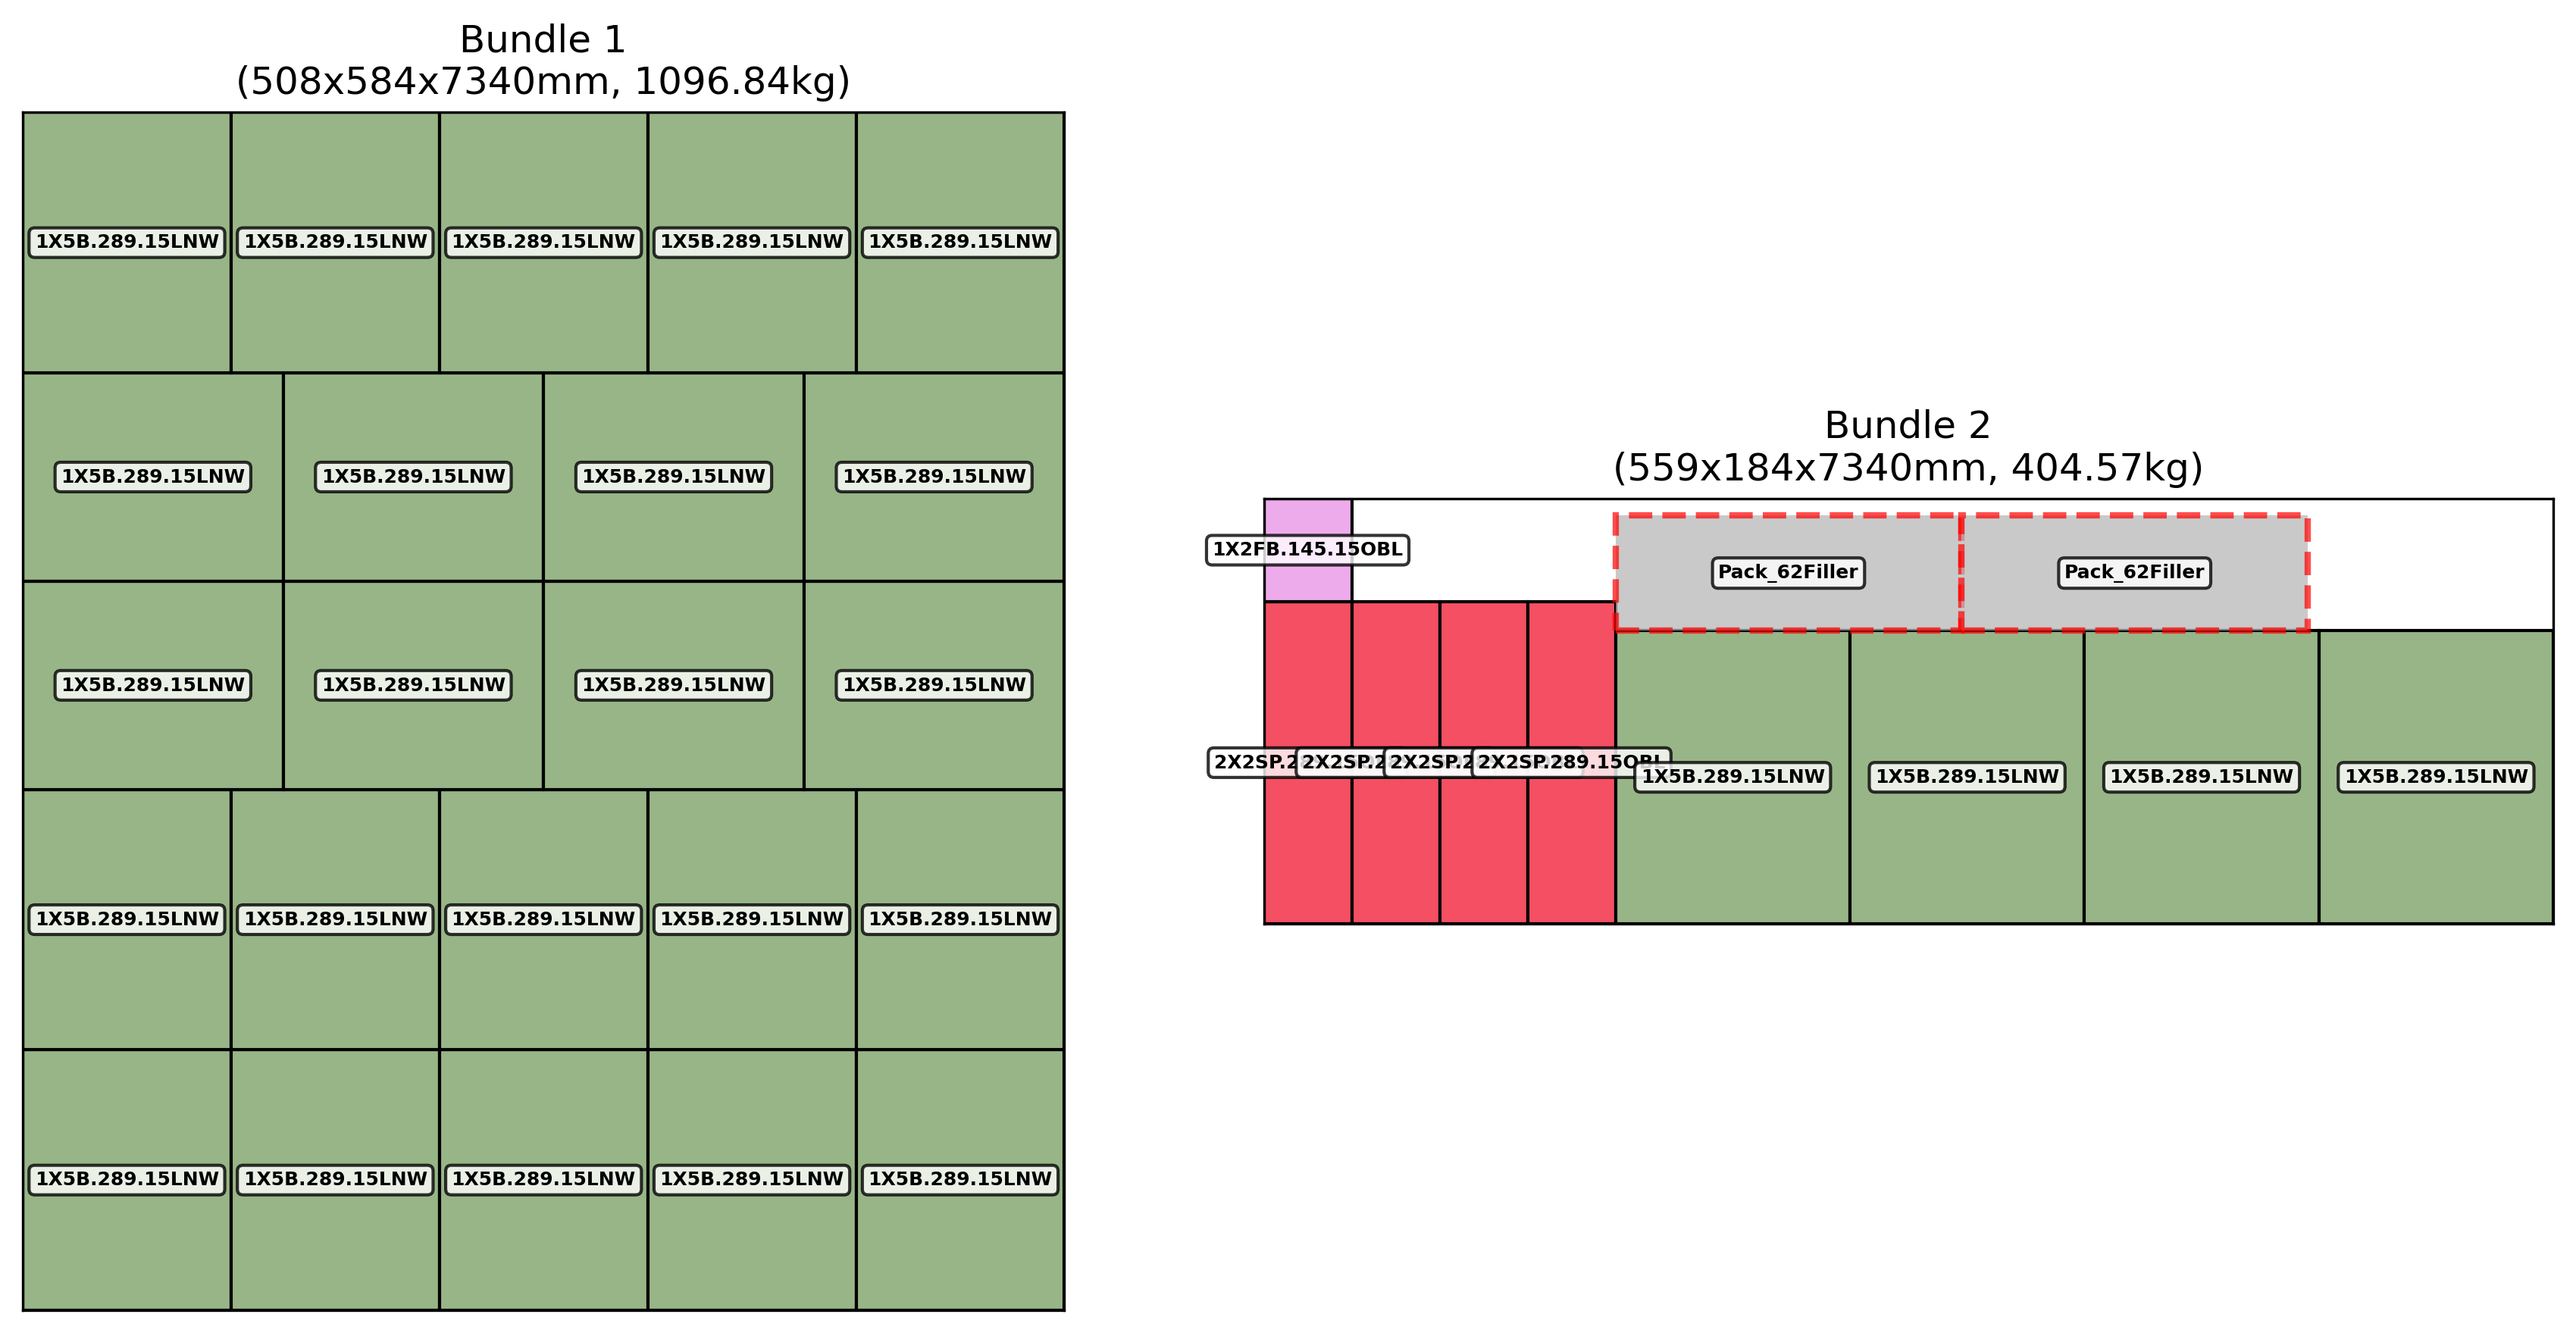 Bundle 1
(508x584x7340mm, 1096.84kg)
1X5B.289.15LNW 1X5B.289.15LNW 1X5B.289.15LNW 1X5B.289.15LNW 1X5B.289.15LNW
1X5B.289.15LNW 1X5B.289.15LNW 1X5B.289.15LNW 1X5B.289.15LNW
1X5B.289.15LNW 1X5B.289.15LNW 1X5B.289.15LNW 1X5B.289.15LNW
1X5B.289.15LNW 1X5B.289.15LNW 1X5B.289.15LNW 1X5B.289.15LNW 1X5B.289.15LNW
1X5B.289.15LNW 1X5B.289.15LNW 1X5B.289.15LNW 1X5B.289.15LNW 1X5B.289.15LNW
Bundle 2
(559x184x7340mm, 404.57kg)
1X2FB.145.15OBL
Pack_62Filler Pack_62Filler
2X2SP.2 2X2SP.2 2X2SP.2 2X2SP.289.15OBL
1X5B.289.15LNW 1X5B.289.15LNW 1X5B.289.15LNW 1X5B.289.15LNW